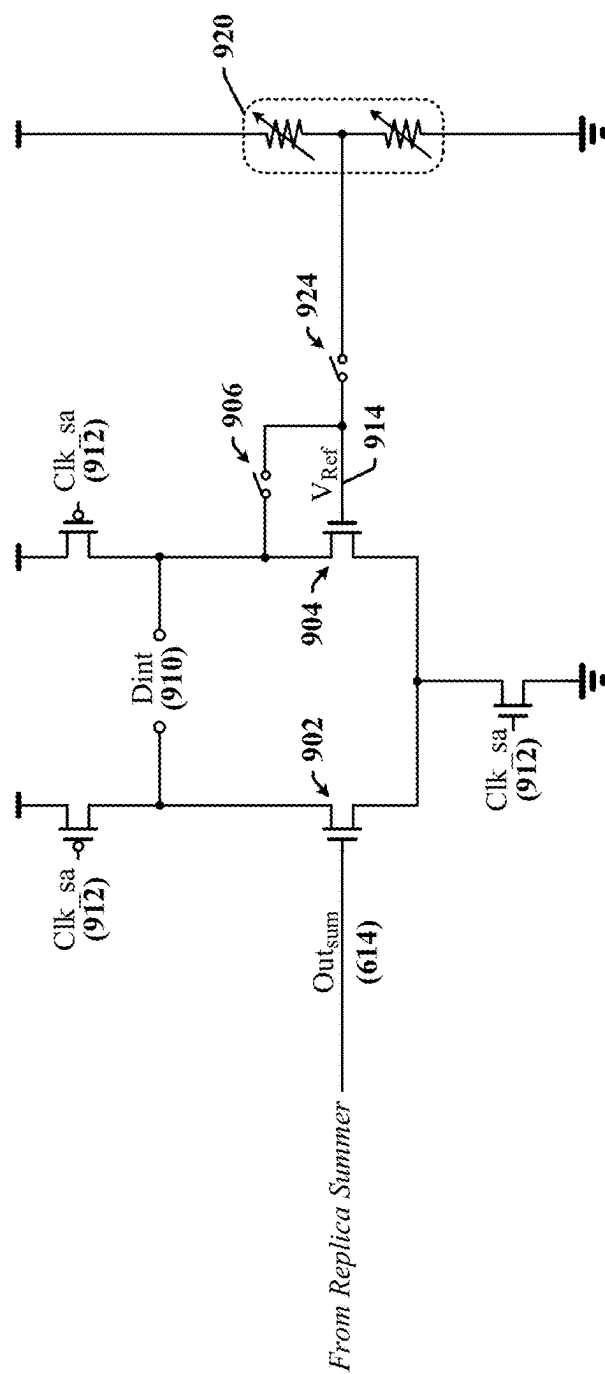 920
924
906
Clk_sa
(912)
V_Ref
914
904
Dint
(910)
902
Clk_sa
(912)
Clk_sa
(912)
Out_sum
(614)
From Replica Summer